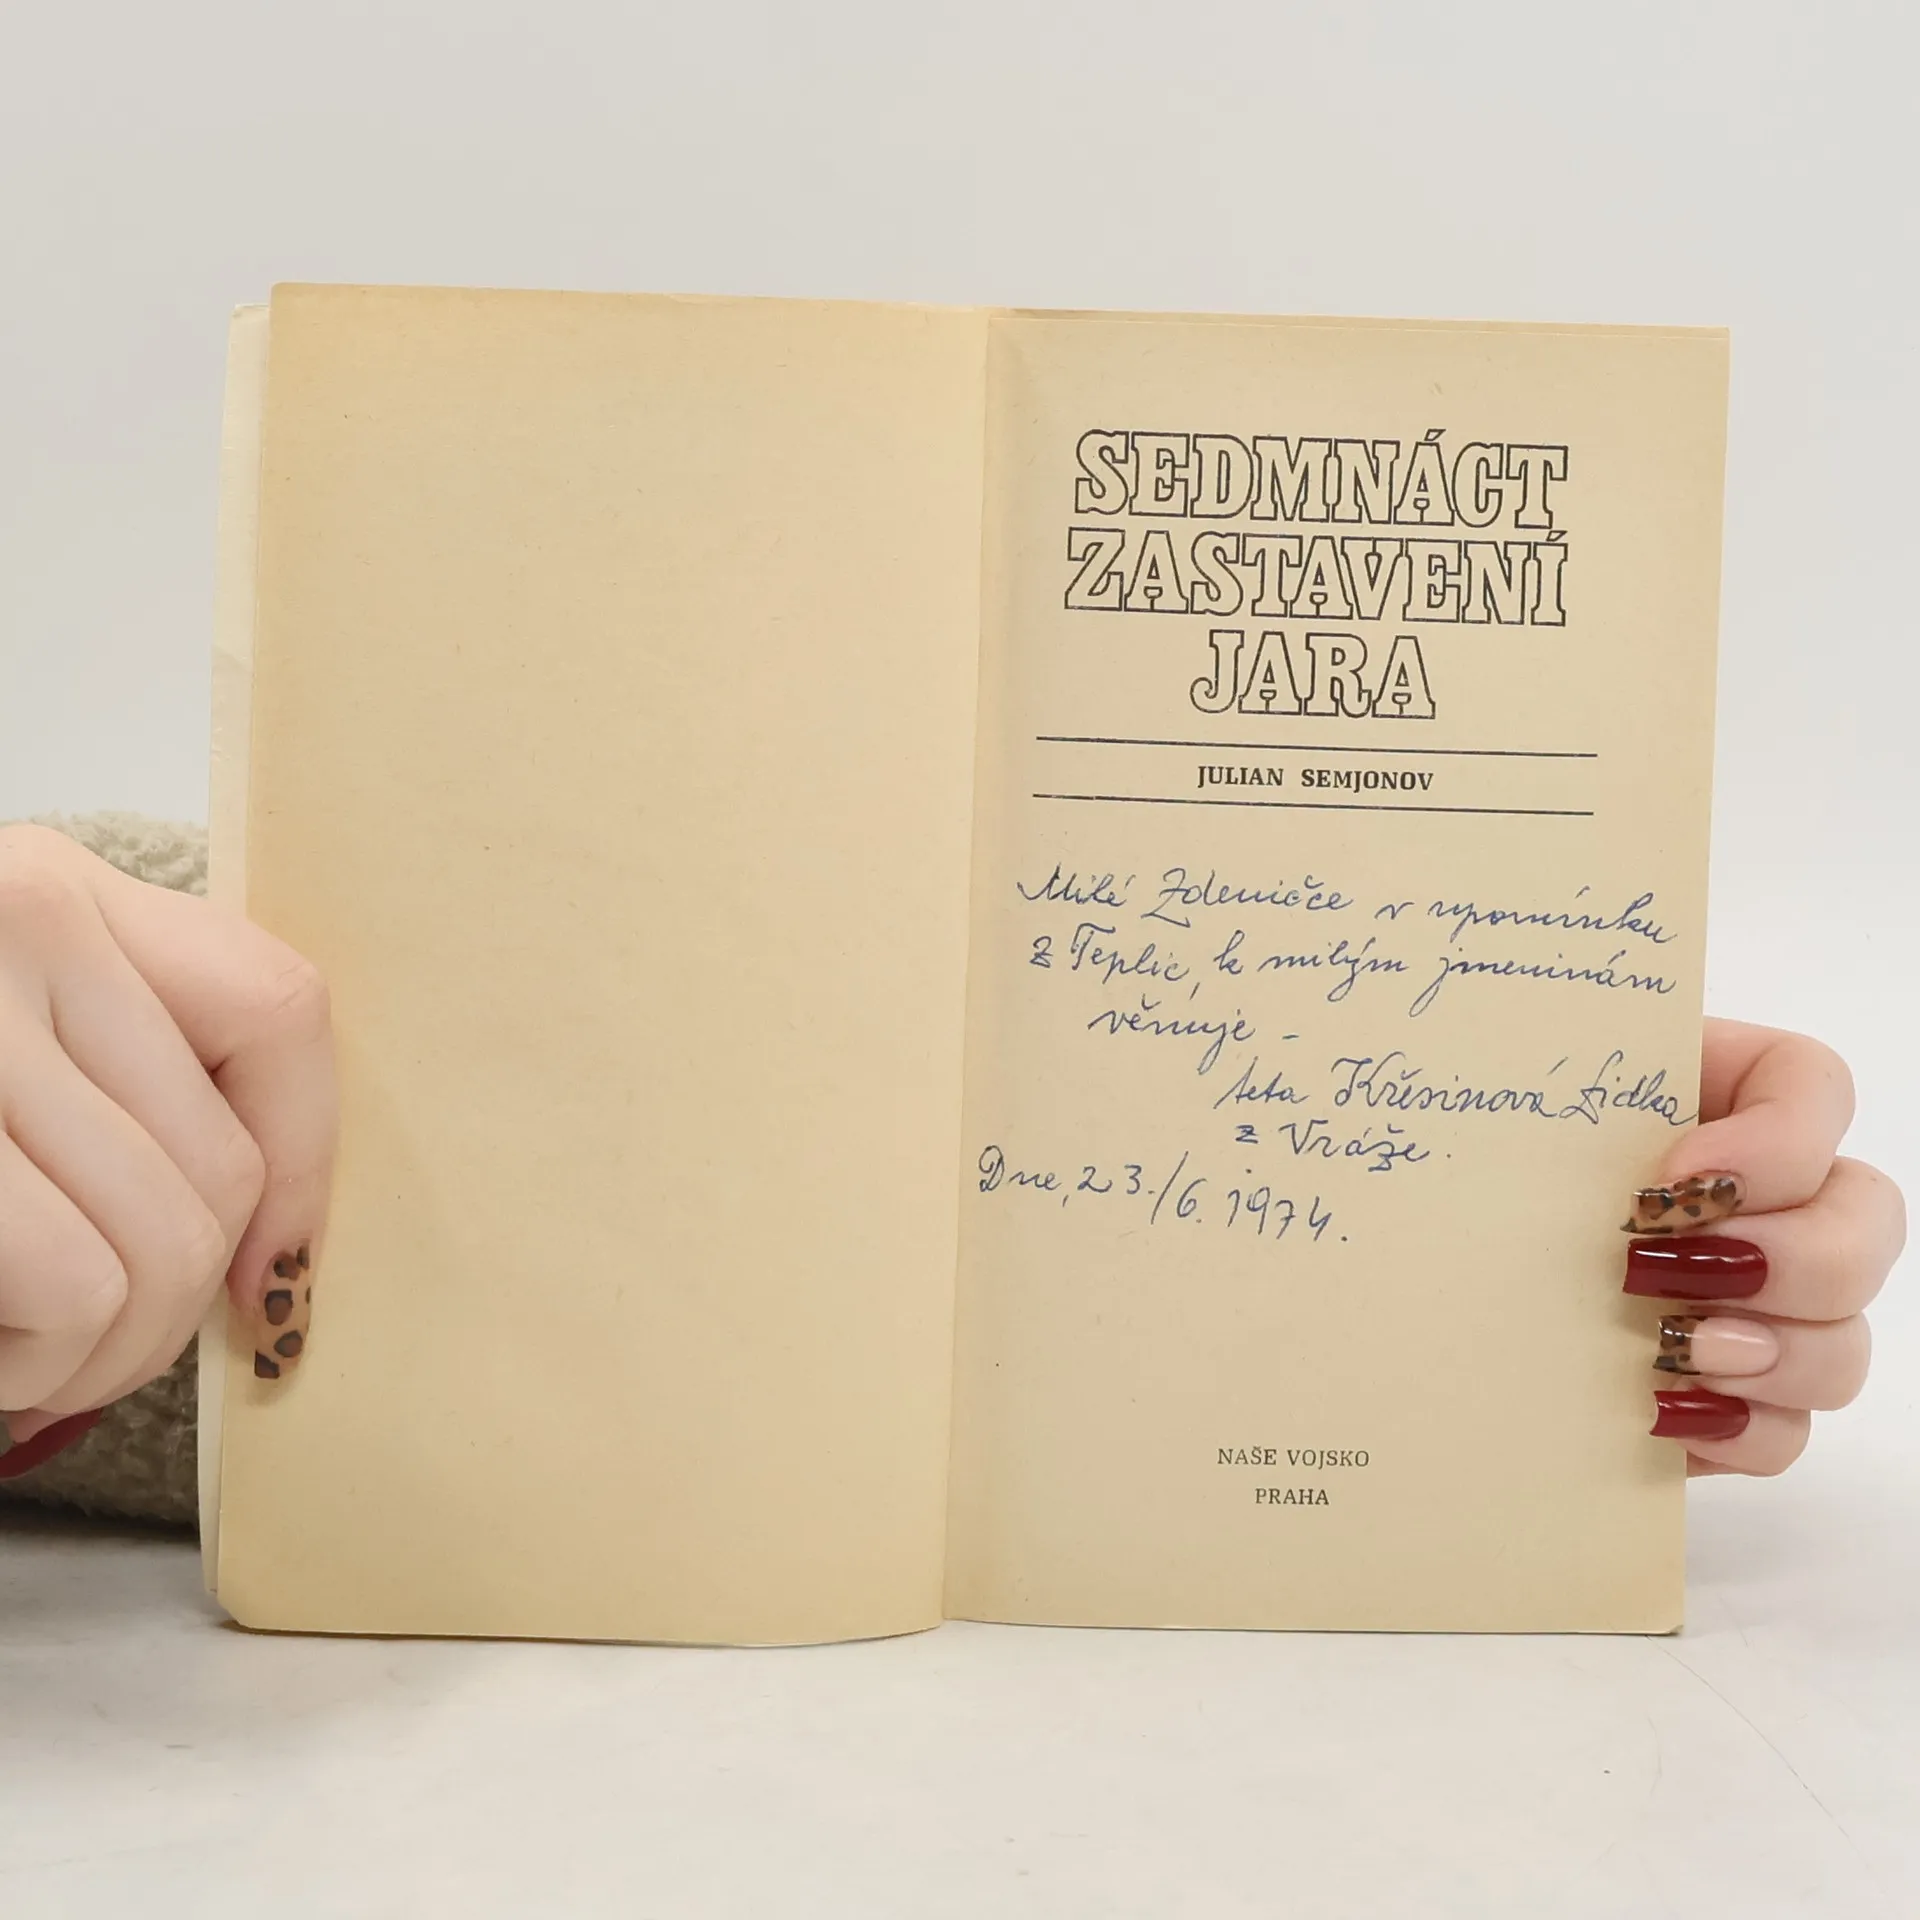 SEDMNÁCT
ZASTAVENÍ
JARA
JULIAN SEMJONOV
Milé Zdeničce v upomínku
z Teplic, k milým jmeninám
věnuje -
teta Křesinová Lidka
z Vráže.
Dne, 23./6. 1974.
NAŠE VOJSKO
PRAHA